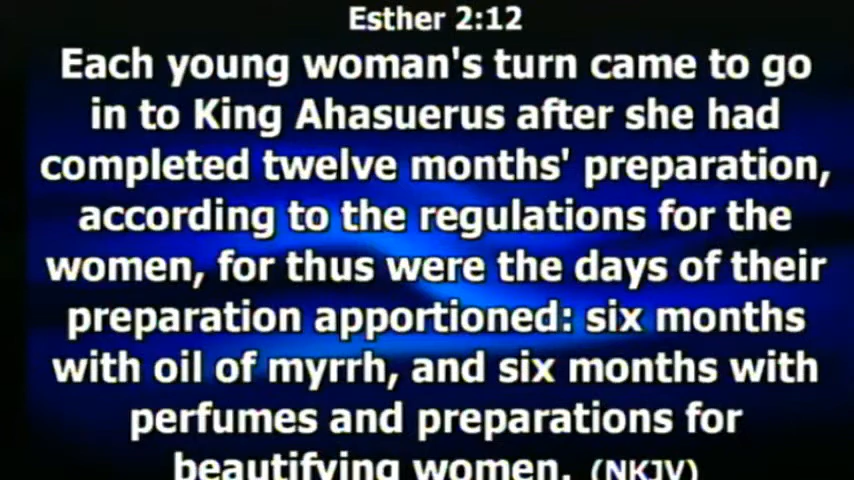 Esther 2:12
Each young woman's turn came to go
in to King Ahasuerus after she had
completed twelve months' preparation,
according to the regulations for the
women, for thus were the days of their
preparation apportioned: six months
with oil of myrrh, and six months with
perfumes and preparations for
beautifying women. (NKJV)